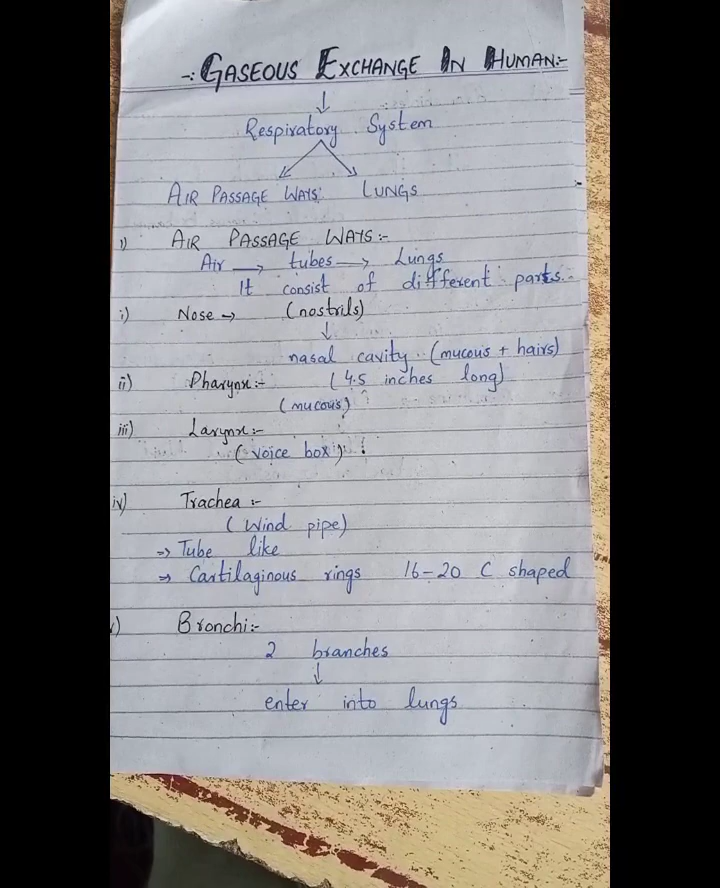 -: GASEOUS EXCHANGE IN HUMAN:-
↓
Respiratory System
AIR PASSAGE WAYS LUNGS
1) AIR PASSAGE WAYS:-
Air → tubes → Lungs
It consist of different parts.
i) Nose → (nostrils)
↓
nasal cavity (mucous + hairs)
ii) Pharynx:- (4.5 inches long)
(mucous)
iii) Larynx:-
(voice box)
iv) Trachea:-
(Wind pipe)
⇒ Tube like
⇒ Cartilaginous rings 16-20 C shaped
v) Bronchi:-
2 branches
↓
enter into lungs